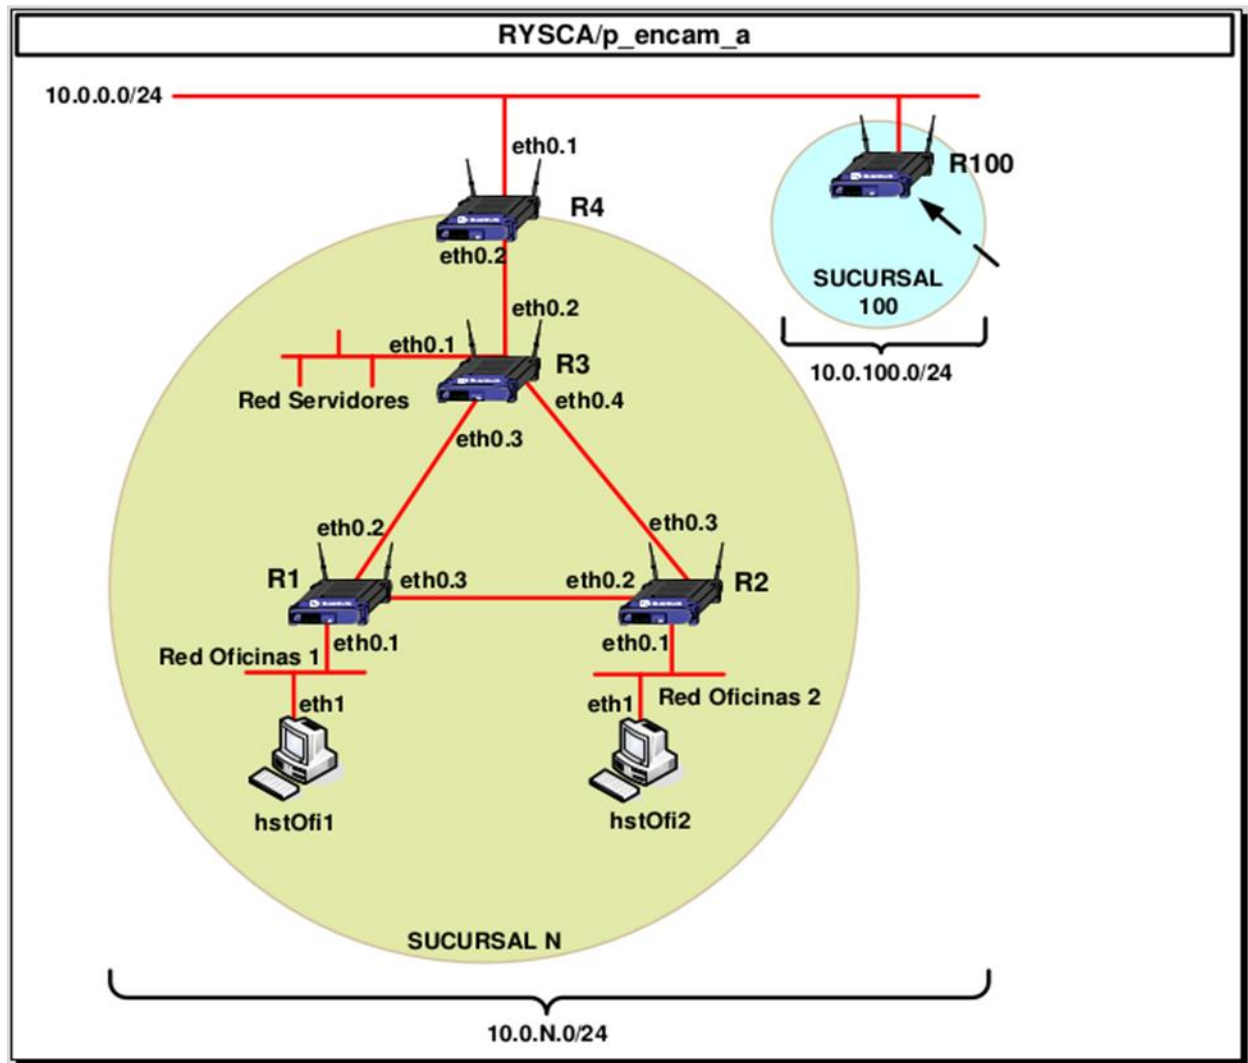 RYSCA/p_encam_a
10.0.0.0/24
eth0.1
R100
R4
eth0.2
SUCURSAL
100
eth0.2
eth0.1
R3
10.0.100.0/24
Red Servidores
eth0.4
eth0.3
eth0.2
eth0.3
R1
eth0.3
eth0.2
R2
eth0.1
eth0.1
Red Oficinas 1
eth1
eth1
Red Oficinas 2
hstOfi1
hstOfi2
SUCURSAL N
10.0.N.0/24